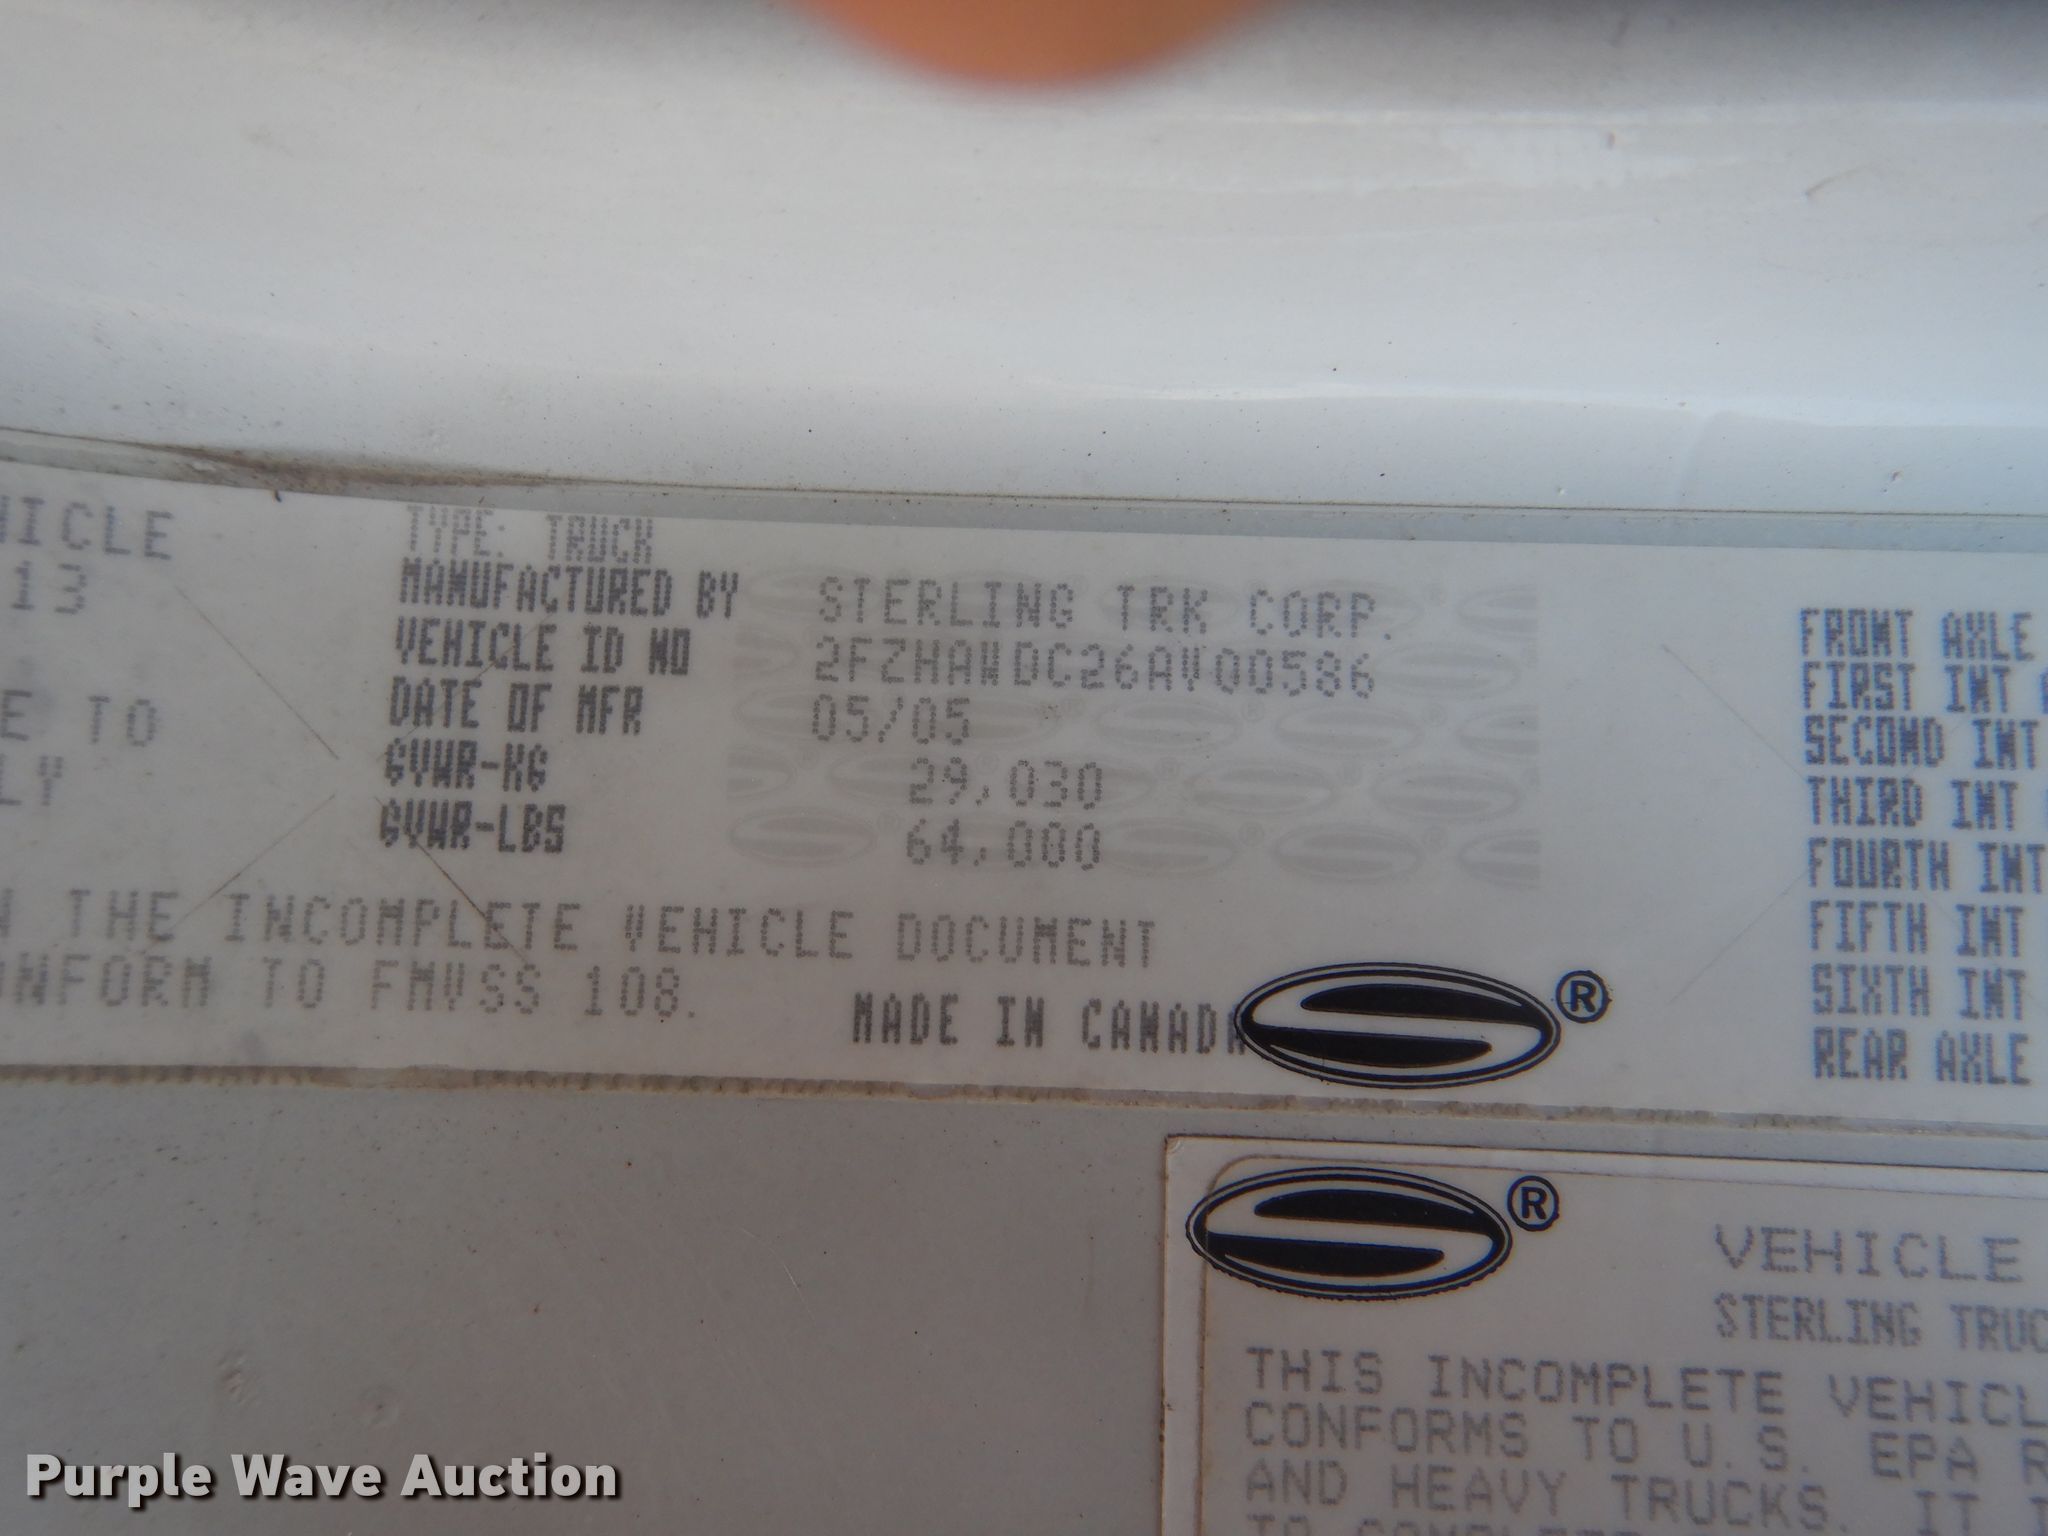 HICLE
13
E TO
TYPE: TRUCK
MANUFACTURED BY STERLING TRK CORP.
VEHICLE ID NO
DATE OF MFR 05/05
GVWR-KG 29,030
GVWR-LBS 64,000
THE INCOMPLETE VEHICLE DOCUMENT
NFORM TO FMVSS 108.
MADE IN CANADA
®
FRONT AXLE
FIRST INT
SECOND INT
THIRD INT
FOURTH INT
FIFTH INT
SIXTH INT
REAR AXLE
®
VEHICLE
STERLING TRUC
THIS INCOMPLETE VEHICL
CONFORMS TO U.S. EPA R
AND HEAVY TRUCKS. IT I
TO COMPLETE
Purple Wave Auction